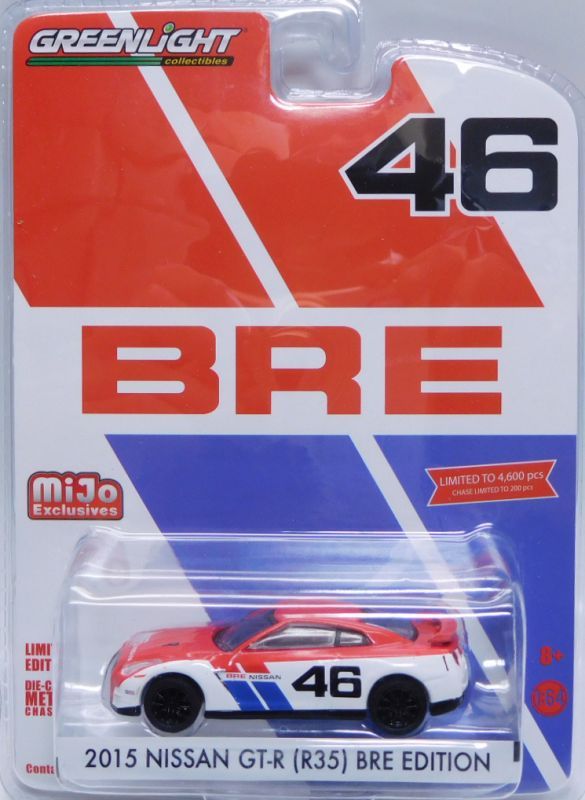 GREENLIGHT
collectibles
46
BRE
MiJo
Exclusives
LIMITED TO 4,600 pcs
CHASE LIMITED TO 200 pcs
BRE NISSAN
46
8+
1:64
2015 NISSAN GT-R (R35) BRE EDITION